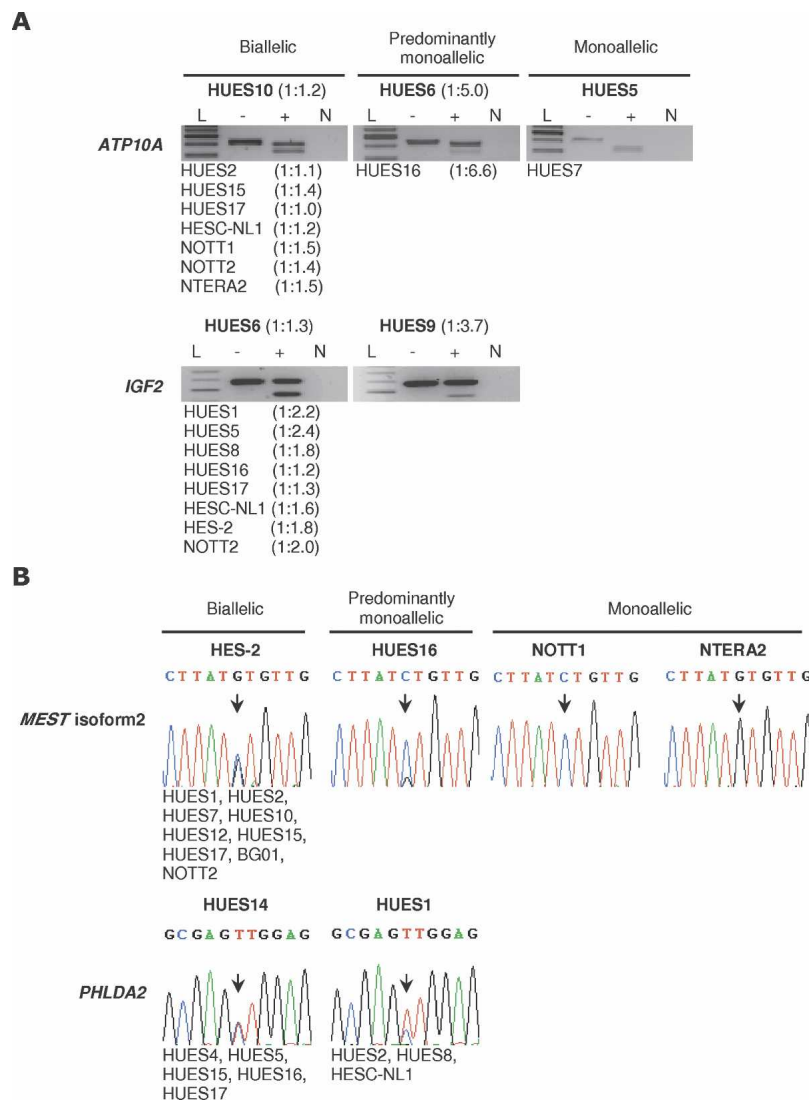 A
Biallelic
Predominantly
monoallelic
Monoallelic
HUES10 (1:1.2)
HUES6 (1:5.0)
HUES5
L - + N
L - + N
L - + N
ATP10A
HUES2 (1:1.1)
HUES15 (1:1.4)
HUES17 (1:1.0)
HESC-NL1 (1:1.2)
NOTT1 (1:1.5)
NOTT2 (1:1.4)
NTERA2 (1:1.5)
HUES16 (1:6.6)
HUES7
HUES6 (1:1.3)
HUES9 (1:3.7)
L - + N
L - + N
IGF2
HUES1 (1:2.2)
HUES5 (1:2.4)
HUES8 (1:1.8)
HUES16 (1:1.2)
HUES17 (1:1.3)
HESC-NL1 (1:1.6)
HES-2 (1:1.8)
NOTT2 (1:2.0)
B
Biallelic
Predominantly
monoallelic
Monoallelic
HES-2
HUES16
NOTT1
NTERA2
CTTATGTGTTG
CTTATCTGTTG
CTTATCTGTTG
CTTATGTGTTG
MEST isoform2
HUES1, HUES2,
HUES7, HUES10,
HUES12, HUES15,
HUES17, BG01,
NOTT2
HUES14
HUES1
GCGAGTTGGAG
GCGAGTTGGAG
PHLDA2
HUES4, HUES5,
HUES15, HUES16,
HUES17
HUES2, HUES8,
HESC-NL1